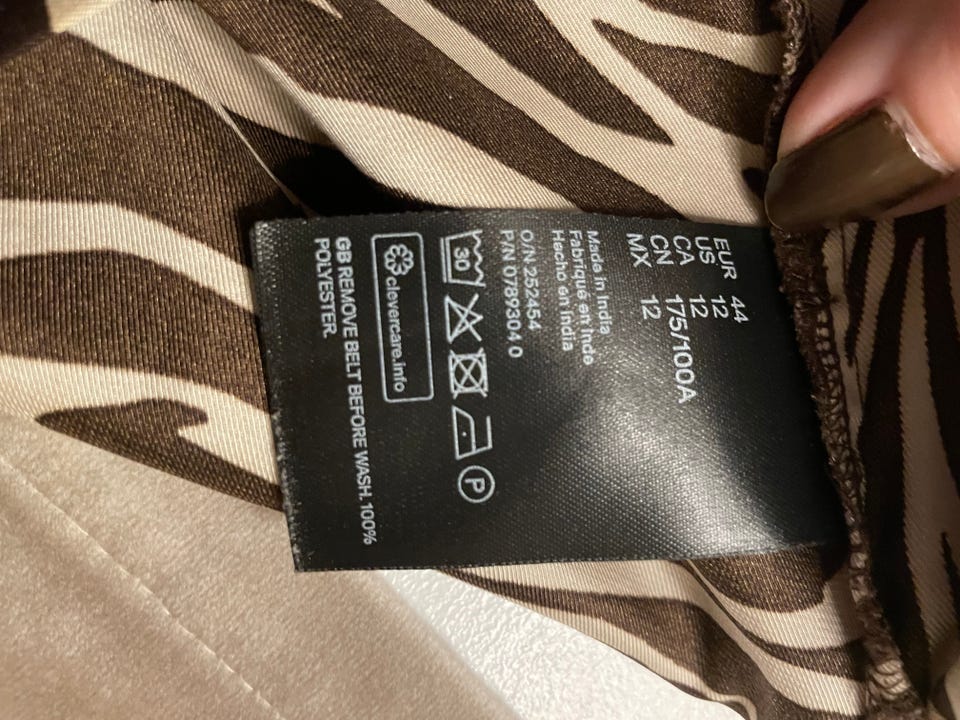 EUR 44
US 12
CA 12
CN 175/100A
MX 12
Made in India
Fabriqué en Inde
Hecho en India
O/N 252454
P/N 0789304 0
30
P
clevercare.info
GB REMOVE BELT BEFORE WASH. 100%
POLYESTER.